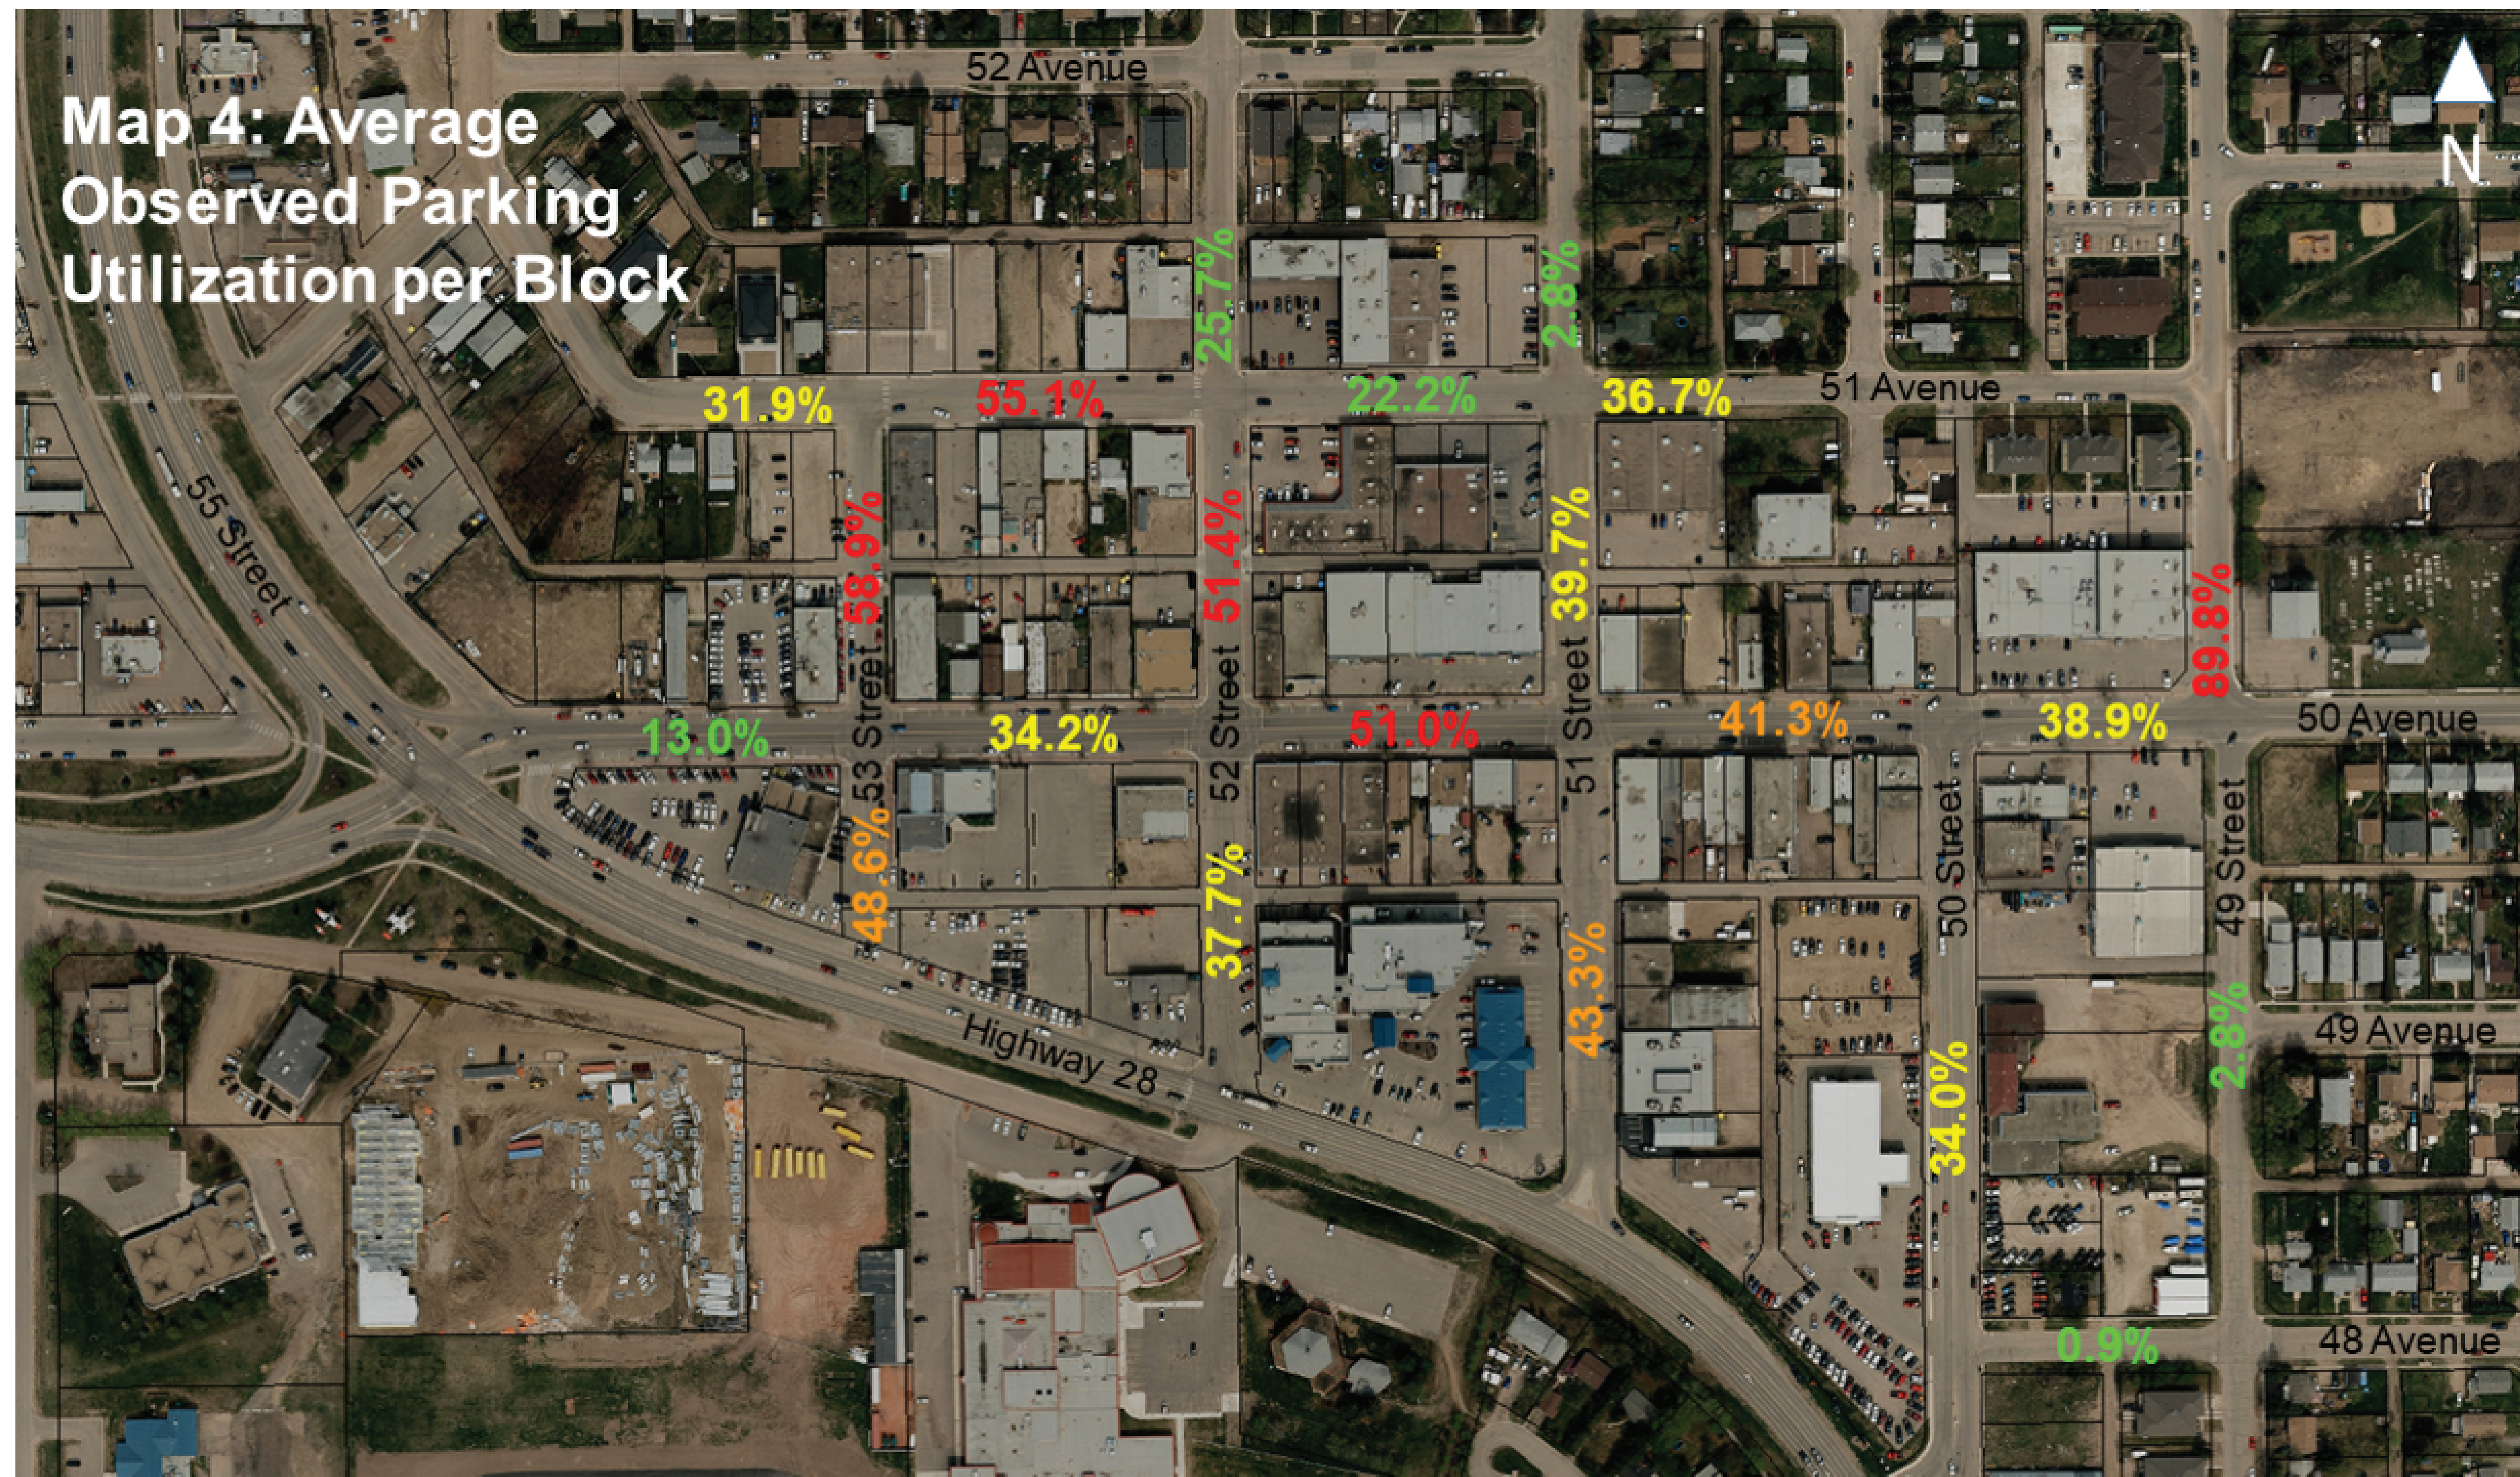 52 Avenue
Map 4: Average
Observed Parking
Utilization per Block
N
25.7%
2.8%
31.9%
55.1%
22.2%
36.7%
51 Avenue
55 Street
58.9%
51.4%
39.7%
89.8%
53 Street
52 Street
51 Street
13.0%
34.2%
51.0%
41.3%
38.9%
50 Avenue
48.6%
37.7%
43.3%
50 Street
49 Street
Highway 28
34.0%
2.8%
49 Avenue
0.9%
48 Avenue